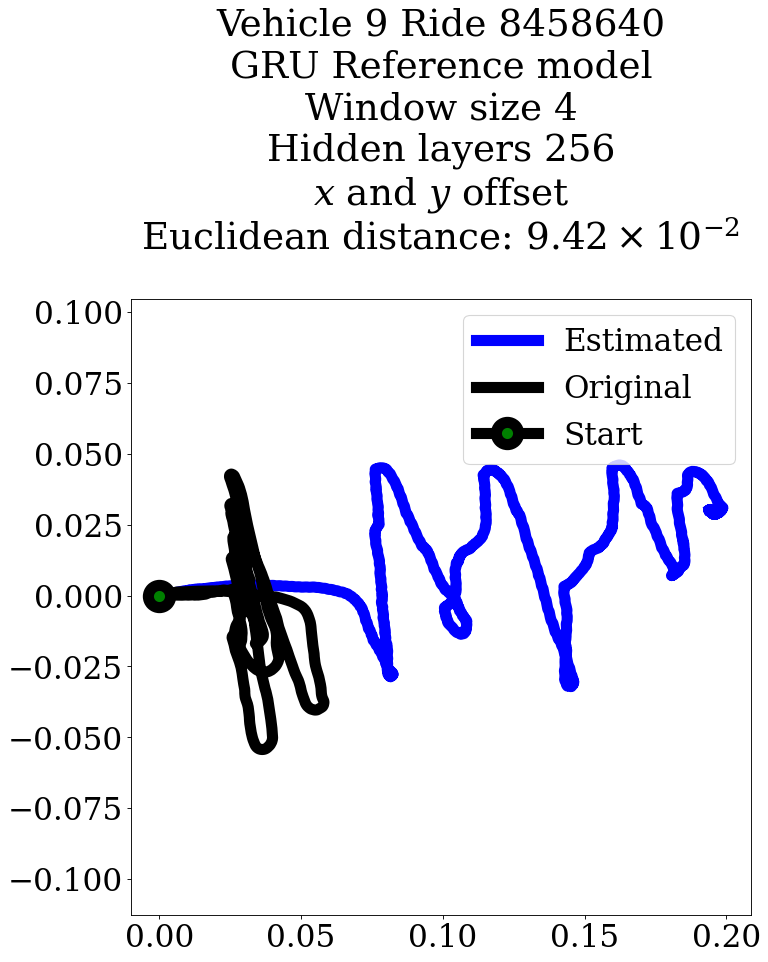 Vehicle 9 Ride 8458640
GRU Reference model
Window size 4
Hidden layers 256
x and y offset
Euclidean distance: 9.42 × 10⁻²
Estimated
Original
Start
0.100
0.075
0.050
0.025
0.000
−0.025
−0.050
−0.075
−0.100
0.00 0.05 0.10 0.15 0.20